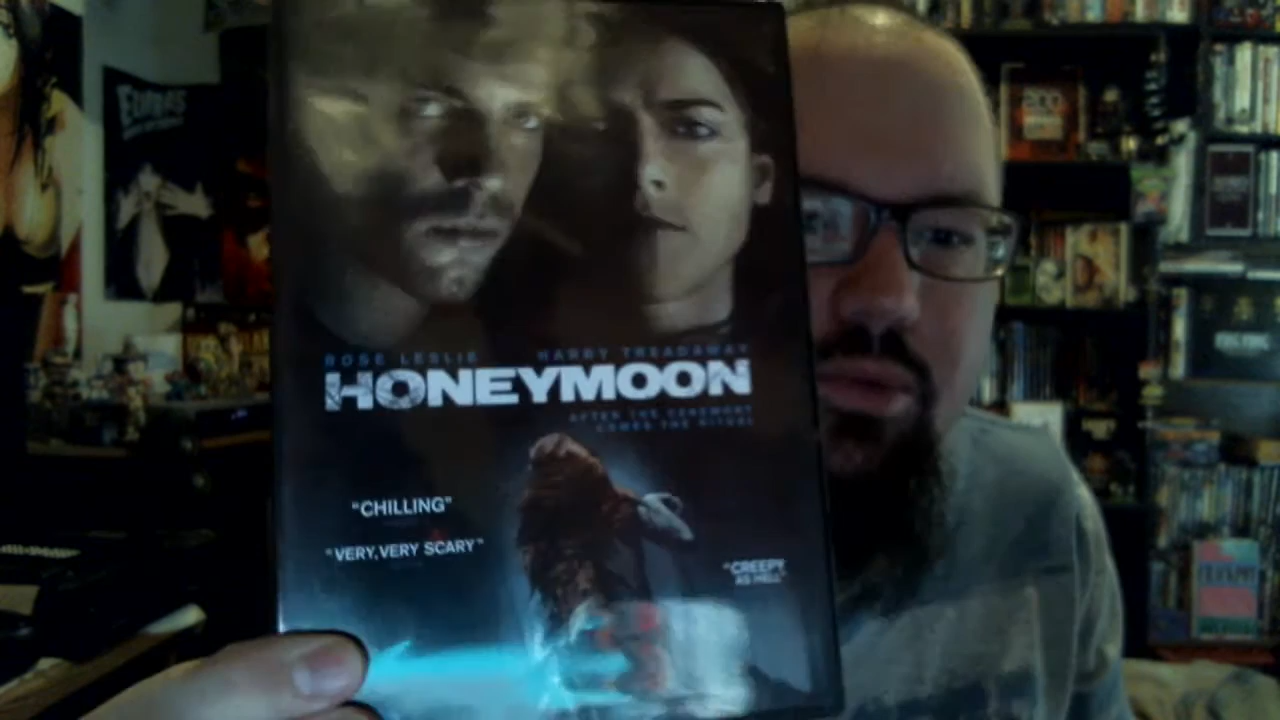 ROSE LESLIE HARRY TREADAWAY
HONEYMOON
AFTER THE CEREMONY
COMES THE RITUAL
"CHILLING"
"VERY, VERY SCARY"
"CREEPY
AS HELL"